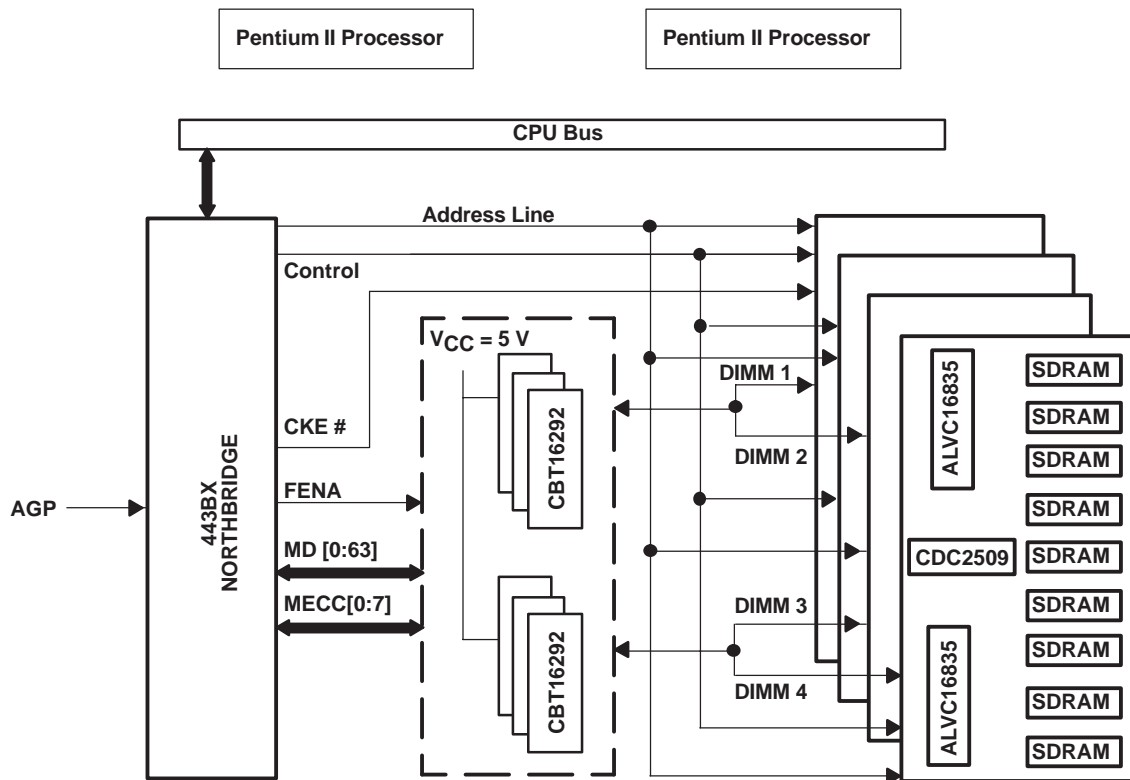 Pentium II Processor
Pentium II Processor
CPU Bus
Address Line
Control
VCC = 5 V
CKE #
FENA
MD [0:63]
MECC[0:7]
AGP
443BX
NORTHBRIDGE
CBT16292
CBT16292
DIMM 1
DIMM 2
DIMM 3
DIMM 4
ALVC16835
CDC2509
ALVC16835
SDRAM
SDRAM
SDRAM
SDRAM
SDRAM
SDRAM
SDRAM
SDRAM
SDRAM